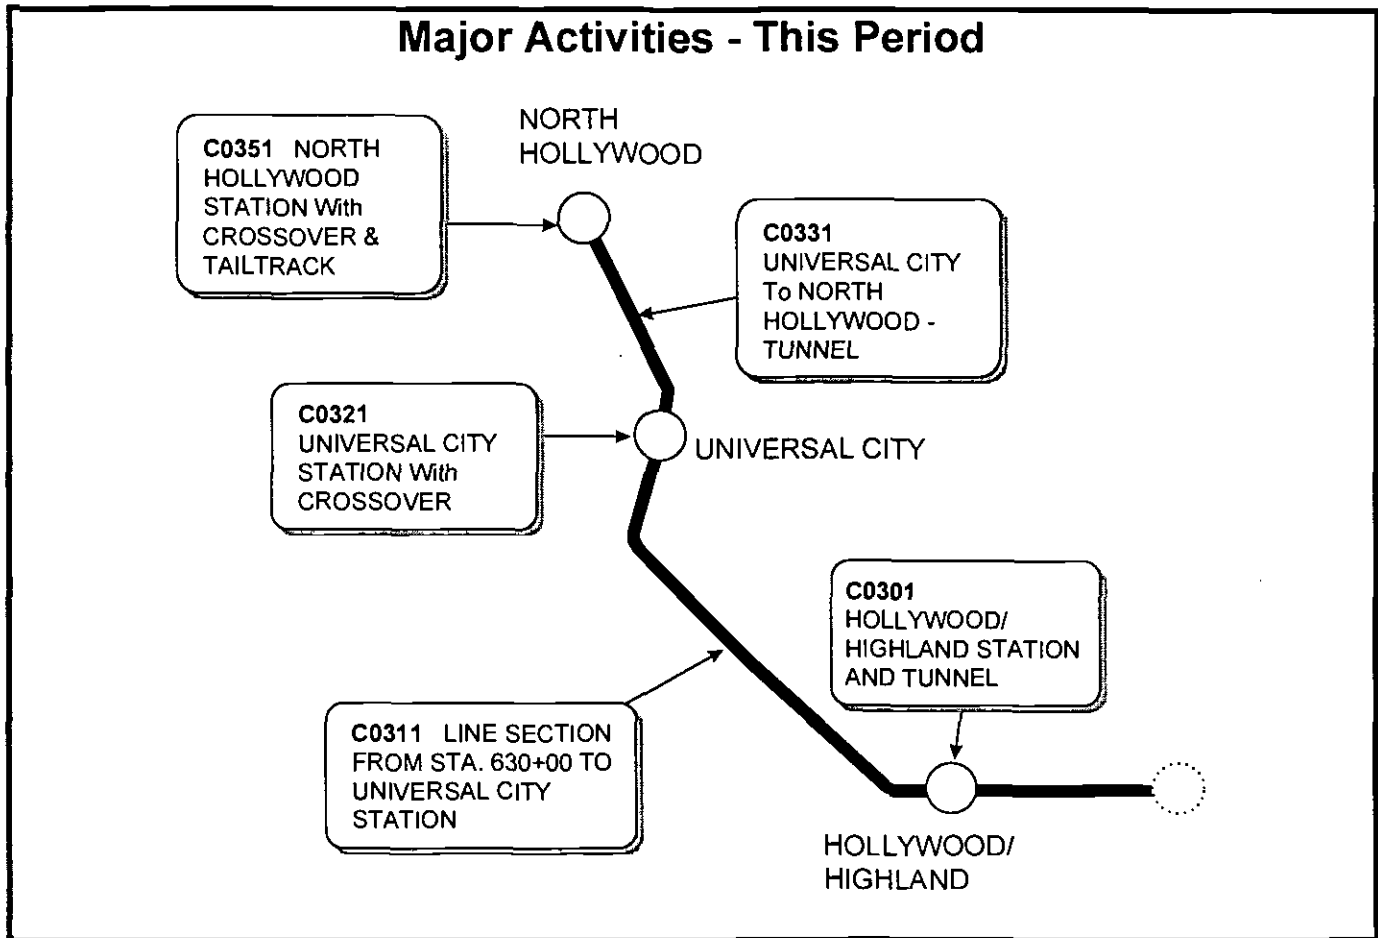 Major Activities - This Period
NORTH
HOLLYWOOD
C0351 NORTH
HOLLYWOOD
STATION With
CROSSOVER &
TAILTRACK
C0331
UNIVERSAL CITY
To NORTH
HOLLYWOOD -
TUNNEL
C0321
UNIVERSAL CITY
STATION With
CROSSOVER
UNIVERSAL CITY
C0301
HOLLYWOOD/
HIGHLAND STATION
AND TUNNEL
C0311 LINE SECTION
FROM STA. 630+00 TO
UNIVERSAL CITY
STATION
HOLLYWOOD/
HIGHLAND